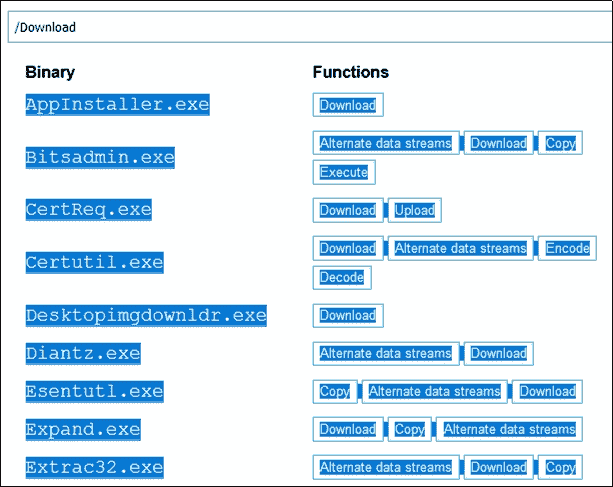 /Download
Binary Functions
AppInstaller.exe Download
Bitsadmin.exe Alternate data streams Download Copy
Execute
CertReq.exe Download Upload
Certutil.exe Download Alternate data streams Encode
Decode
Desktopimgdownldr.exe Download
Diantz.exe Alternate data streams Download
Esentutl.exe Copy Alternate data streams Download
Expand.exe Download Copy Alternate data streams
Extrac32.exe Alternate data streams Download Copy